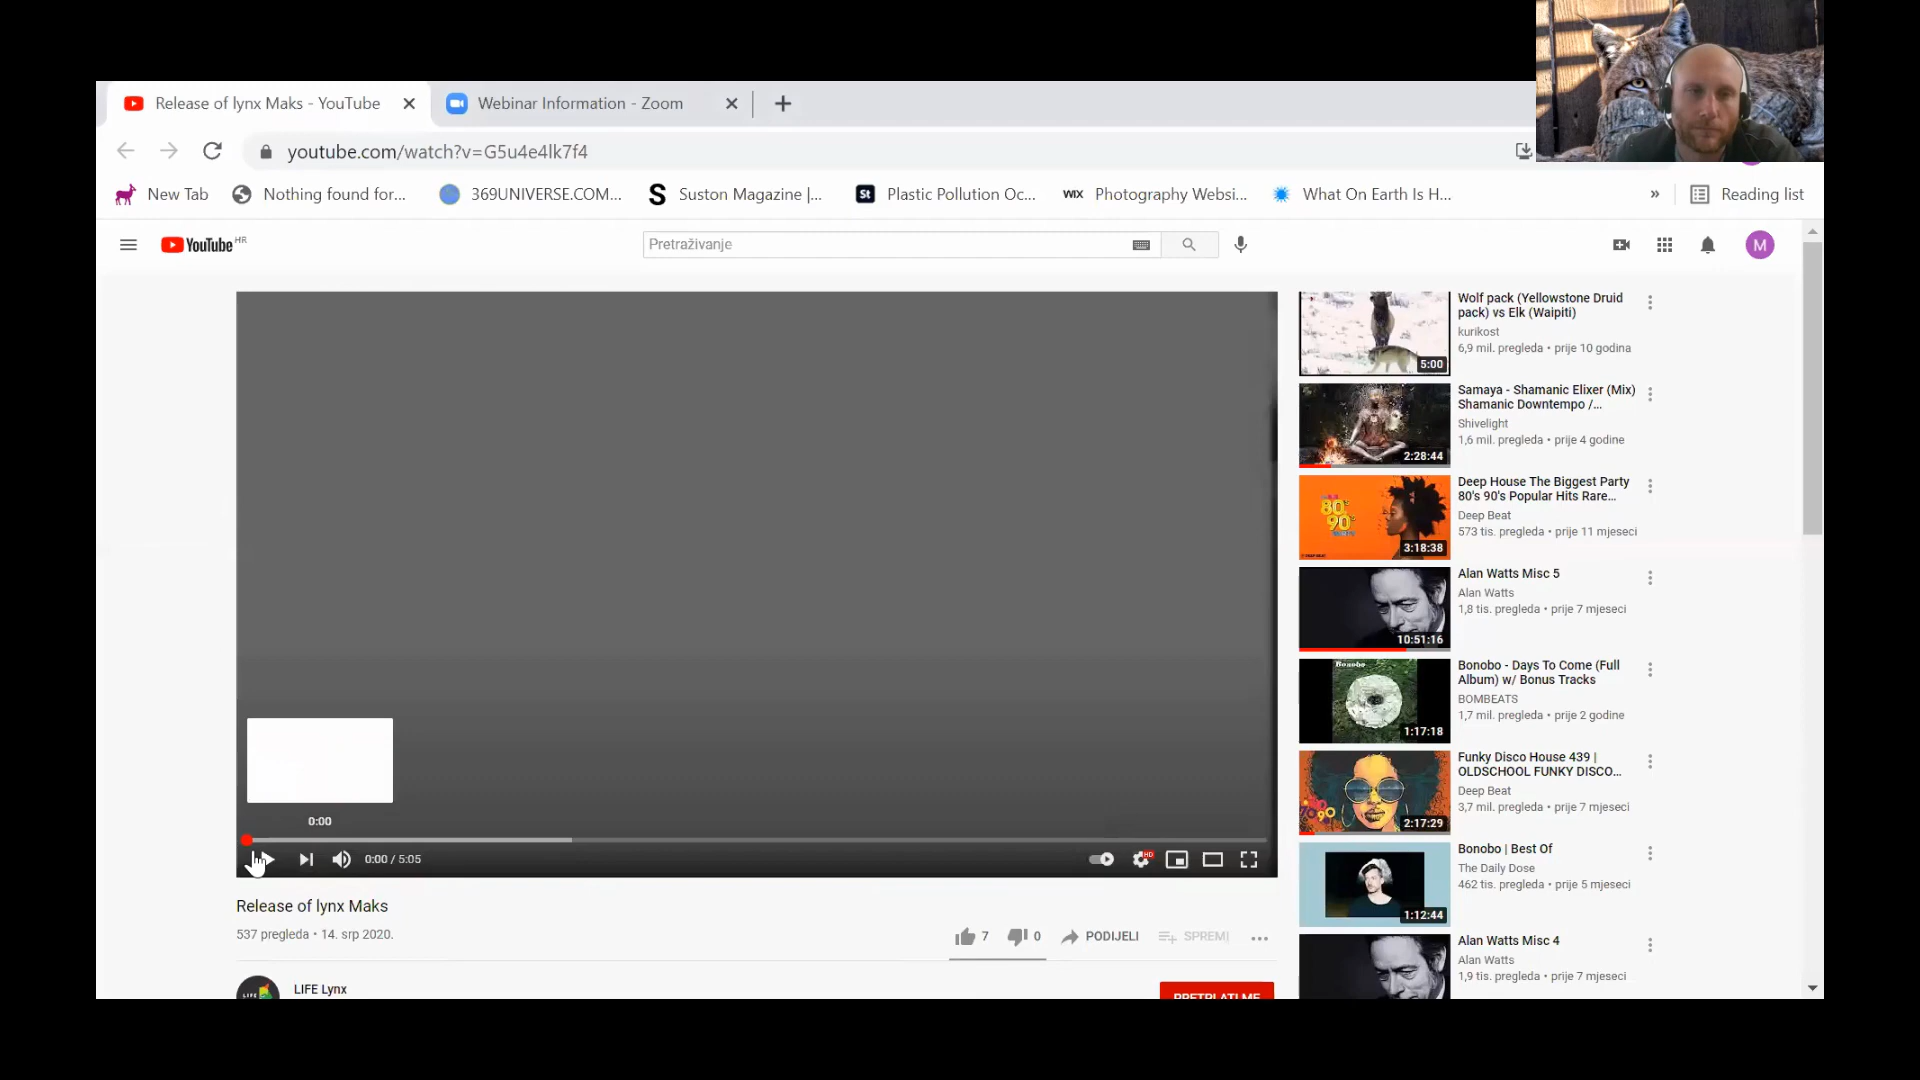 Release of lynx Maks - YouTube
Webinar Information - Zoom
youtube.com/watch?v=G5u4e4lk7f4
New Tab
Nothing found for...
369UNIVERSE.COM...
S
Suston Magazine |...
St
Plastic Pollution Oc...
WIX
Photography Websi...
What On Earth Is H...
»
Reading list
YouTube HR
Pretraživanje
M
Wolf pack (Yellowstone Druid
pack) vs Elk (Waipiti)
kurikost
6,9 mil. pregleda • prije 10 godina
5:00
Samaya - Shamanic Elixer (Mix)
Shamanic Downtempo /...
Shivelight
1,6 mil. pregleda • prije 4 godine
2:28:44
Deep House The Biggest Party
80's 90's Popular Hits Rare...
Deep Beat
573 tis. pregleda • prije 11 mjeseci
80's
90's
3:18:38
Alan Watts Misc 5
Alan Watts
1,8 tis. pregleda • prije 7 mjeseci
10:51:16
Bonobo - Days To Come (Full
Album) w/ Bonus Tracks
BOMBEATS
1,7 mil. pregleda • prije 2 godine
Bonobo
1:17:18
Funky Disco House 439 |
OLDSCHOOL FUNKY DISCO...
Deep Beat
3,7 mil. pregleda • prije 7 mjeseci
2:17:29
Bonobo | Best Of
The Daily Dose
462 tis. pregleda • prije 5 mjeseci
1:12:44
Alan Watts Misc 4
Alan Watts
1,9 tis. pregleda • prije 7 mjeseci
0:00
0:00 / 5:05
HD
Release of lynx Maks
537 pregleda • 14. srp 2020.
7
0
PODIJELI
SPREMI
LIFE
LIFE Lynx
PRETPLATI ME